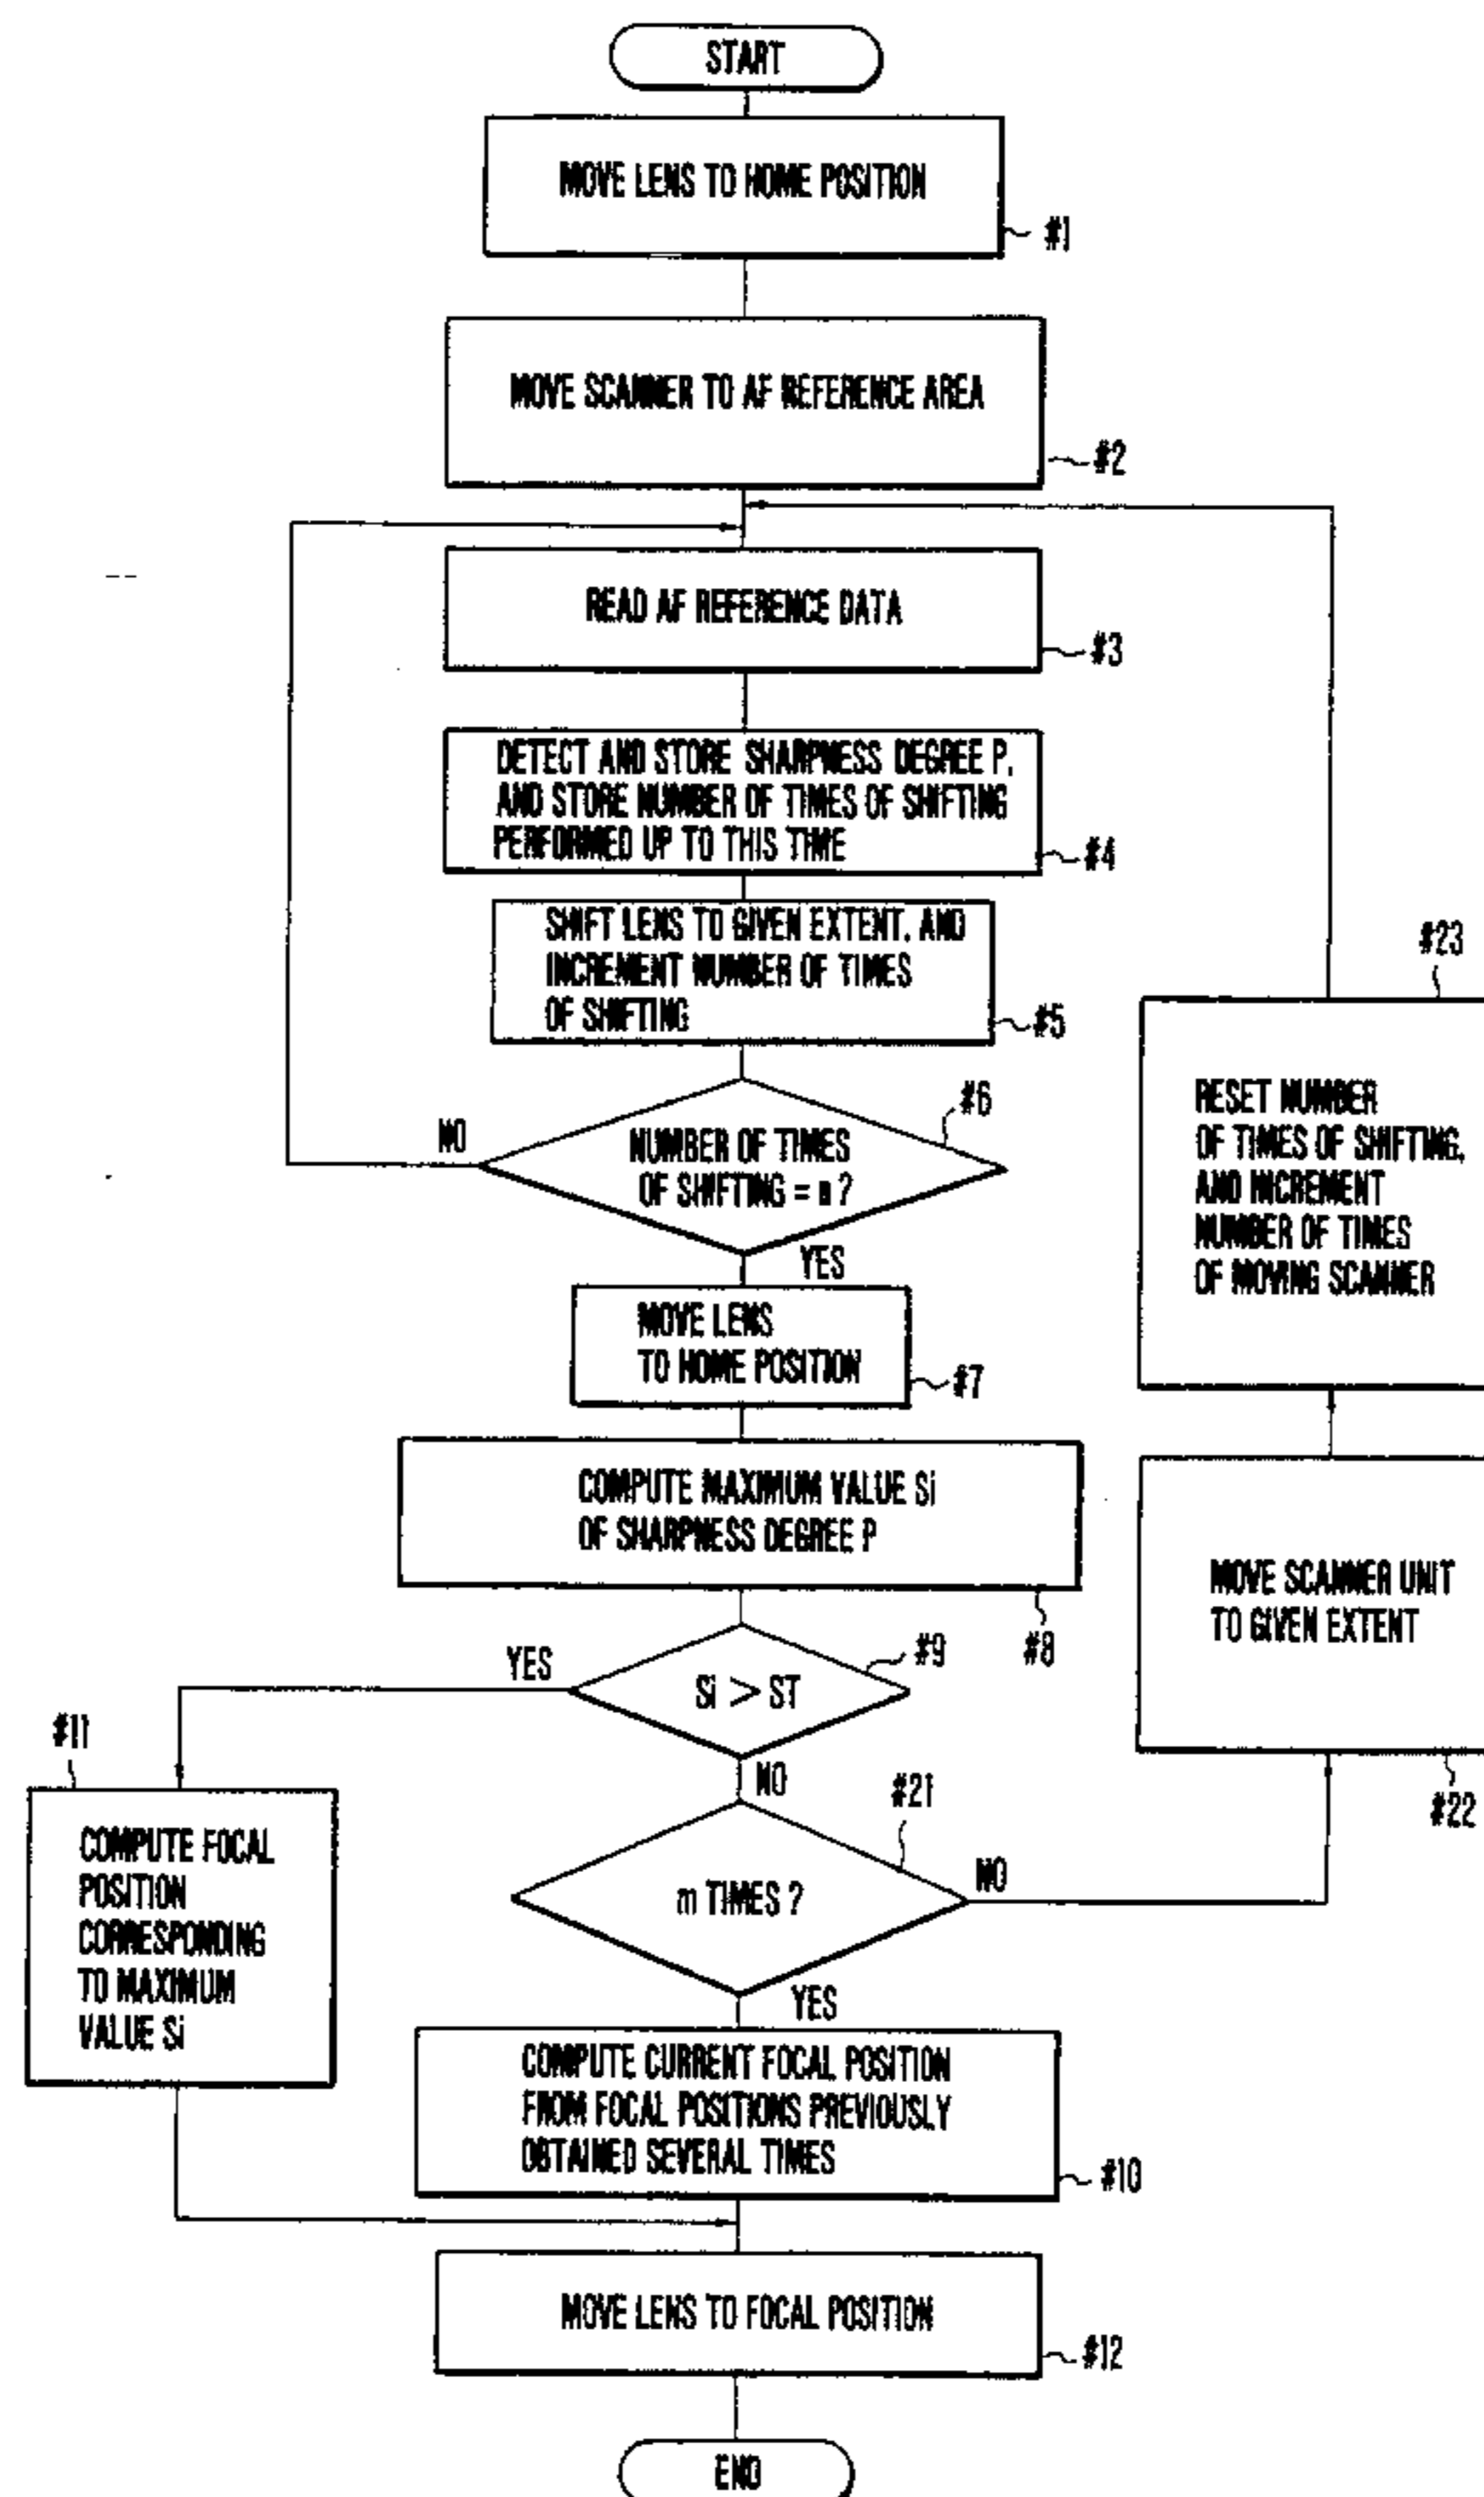 START
MOVE LENS TO HOME POSITION
#1
MOVE SCANNER TO AF REFERENCE AREA
#2
READ AF REFERENCE DATA
#3
DETECT AND STORE SHARPNESS DEGREE P,
AND STORE NUMBER OF TIMES OF SHIFTING
PERFORMED UP TO THIS TIME
#4
SHIFT LENS TO GIVEN EXTENT, AND
INCREMENT NUMBER OF TIMES
OF SHIFTING
#5
#6
NUMBER OF TIMES
OF SHIFTING = n ?
NO
YES
MOVE LENS
TO HOME POSITION
#7
COMPUTE MAXIMUM VALUE Si
OF SHARPNESS DEGREE P
#8
#9
Si > ST
YES
NO
#11
COMPUTE FOCAL
POSITION
CORRESPONDING
TO MAXIMUM
VALUE Si
#21
m TIMES ?
NO
YES
#22
MOVE SCANNER UNIT
TO GIVEN EXTENT
#23
RESET NUMBER
OF TIMES OF SHIFTING,
AND INCREMENT
NUMBER OF TIMES
OF MOVING SCANNER
COMPUTE CURRENT FOCAL POSITION
FROM FOCAL POSITIONS PREVIOUSLY
OBTAINED SEVERAL TIMES
#10
MOVE LENS TO FOCAL POSITION
#12
END